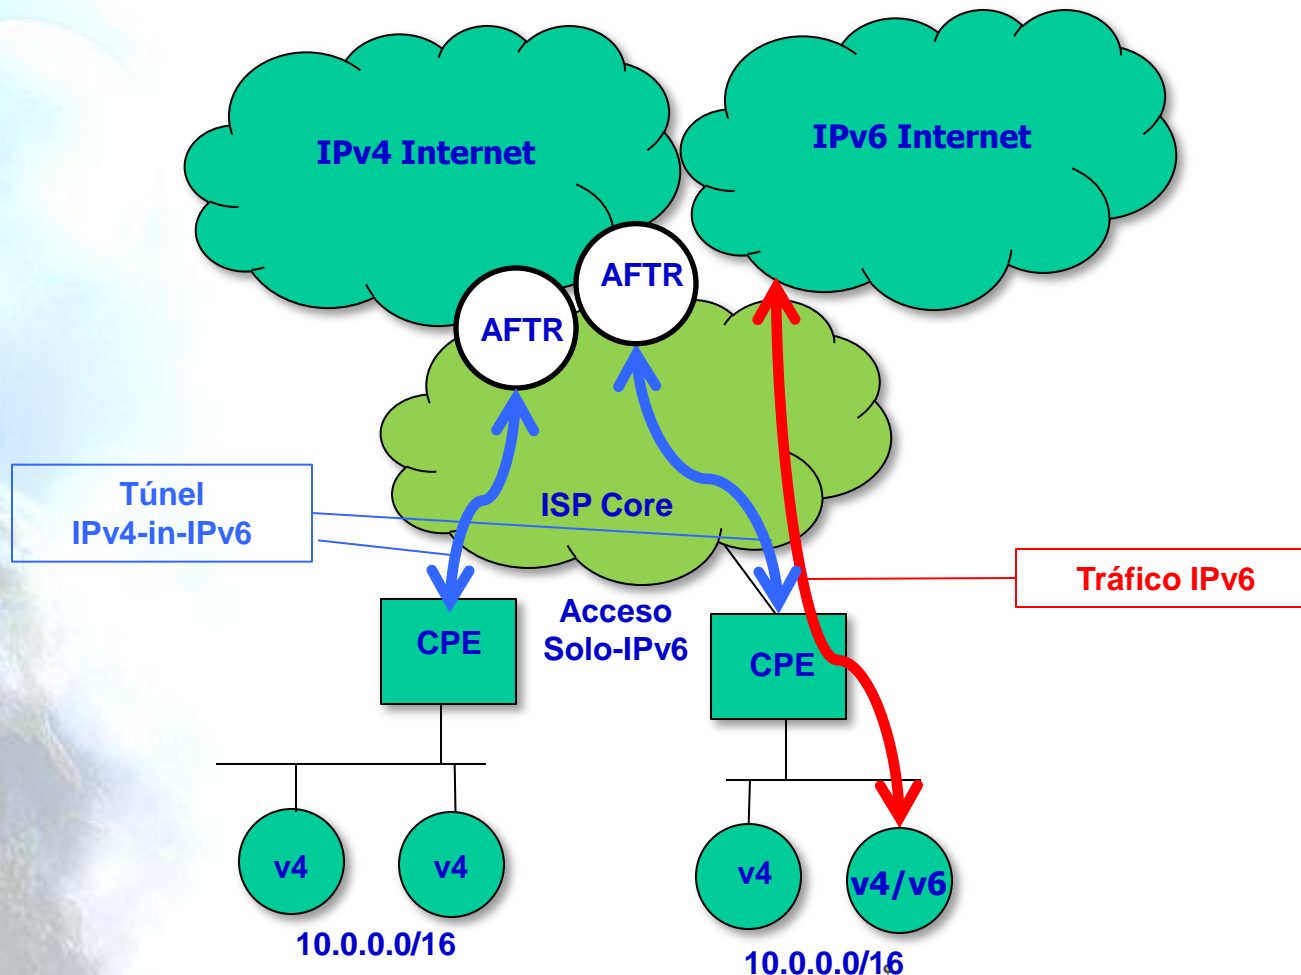 IPv4 Internet
IPv6 Internet
AFTR
AFTR
Túnel
IPv4-in-IPv6
ISP Core
Tráfico IPv6
Acceso
Solo-IPv6
CPE
CPE
v4
v4
v4
v4/v6
10.0.0.0/16
10.0.0.0/16